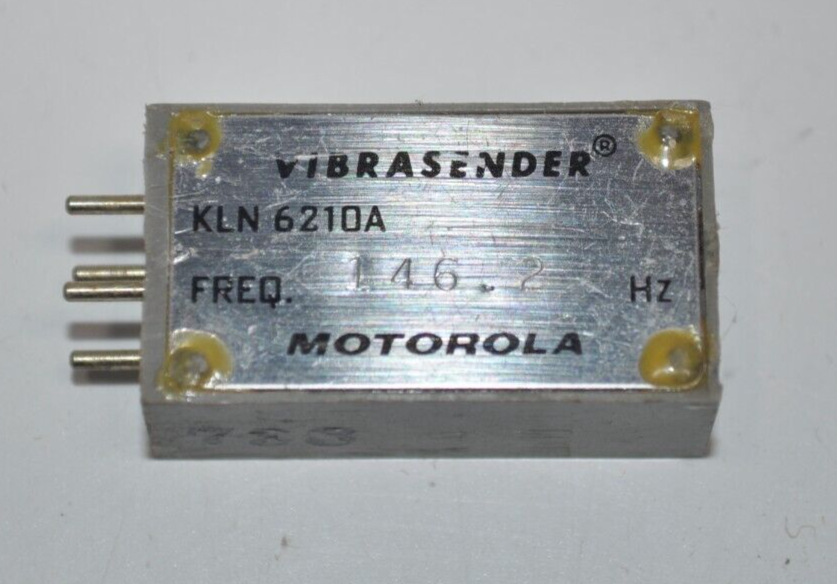 VIBRASENDER®
KLN 6210A
FREQ. 146.2 Hz
MOTOROLA